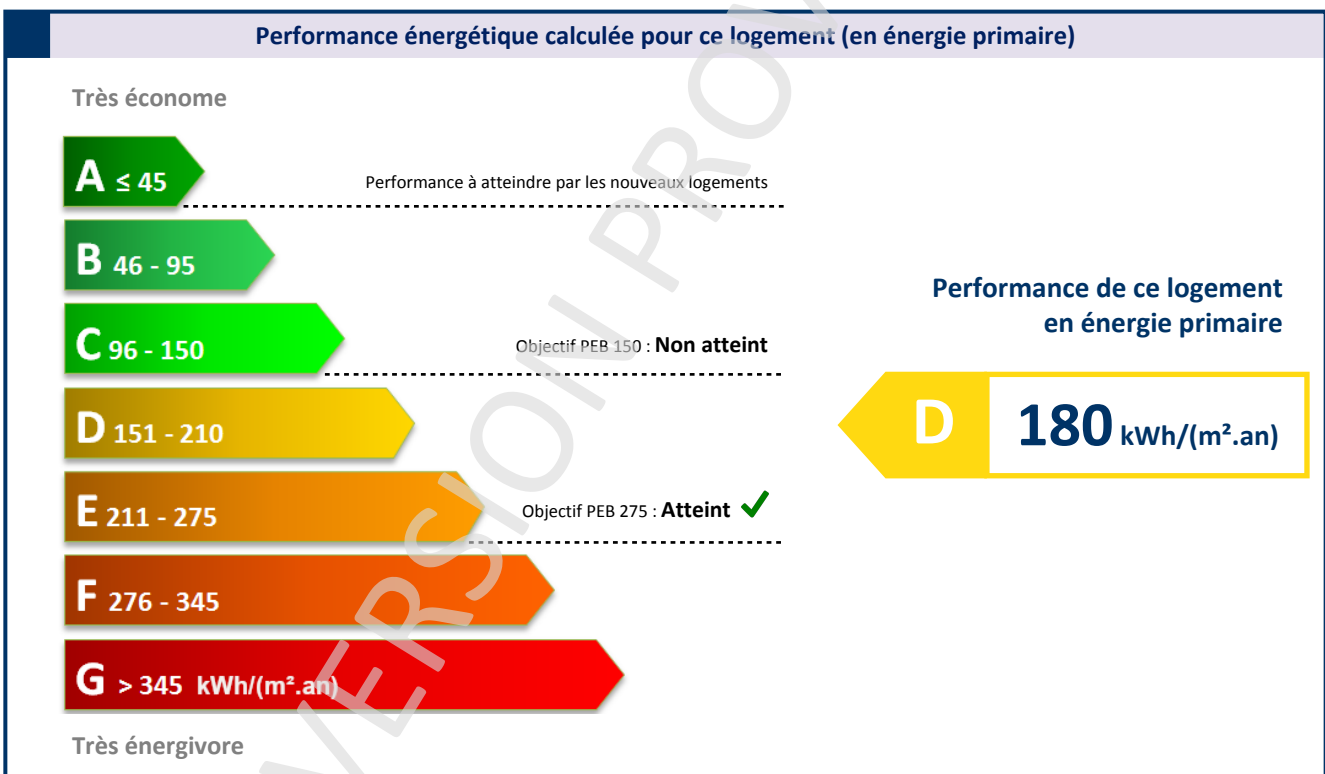 Performance énergétique calculée pour ce logement (en énergie primaire)
Très économe
A ≤ 45
Performance à atteindre par les nouveaux logements
B 46 - 95
Performance de ce logement
en énergie primaire
C 96 - 150
Objectif PEB 150 : Non atteint
D 151 - 210
D 180 kWh/(m².an)
E 211 - 275
Objectif PEB 275 : Atteint ✓
F 276 - 345
G > 345 kWh/(m².an)
Très énergivore
VERSION PROV